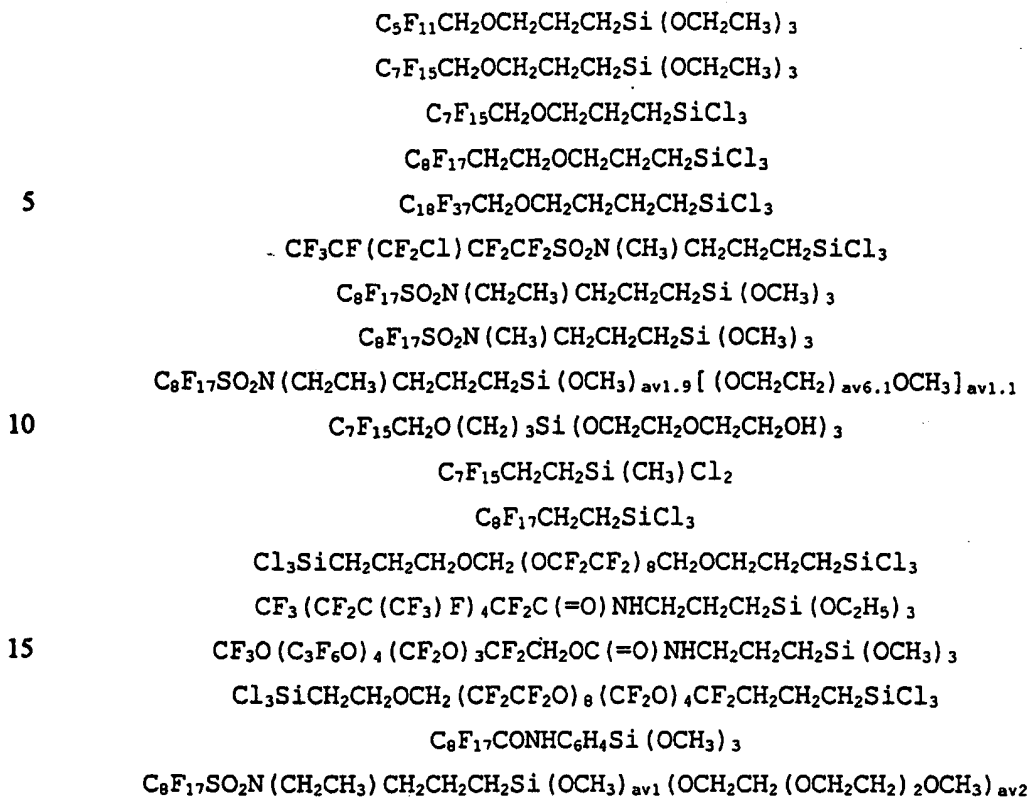 C₅F₁₁CH₂OCH₂CH₂CH₂Si(OCH₂CH₃)₃
C₇F₁₅CH₂OCH₂CH₂CH₂Si(OCH₂CH₃)₃
C₇F₁₅CH₂OCH₂CH₂CH₂SiCl₃
C₈F₁₇CH₂CH₂OCH₂CH₂CH₂SiCl₃
5 C₁₈F₃₇CH₂OCH₂CH₂CH₂CH₂SiCl₃
CF₃CF(CF₂Cl)CF₂CF₂SO₂N(CH₃)CH₂CH₂CH₂SiCl₃
C₈F₁₇SO₂N(CH₂CH₃)CH₂CH₂CH₂Si(OCH₃)₃
C₈F₁₇SO₂N(CH₃)CH₂CH₂CH₂Si(OCH₃)₃
C₈F₁₇SO₂N(CH₂CH₃)CH₂CH₂CH₂Si(OCH₃)ₐᵥ₁.₉[(OCH₂CH₂)ₐᵥ₆.₁OCH₃]ₐᵥ₁.₁
10 C₇F₁₅CH₂O(CH₂)₃Si(OCH₂CH₂OCH₂CH₂OH)₃
C₇F₁₅CH₂CH₂Si(CH₃)Cl₂
C₈F₁₇CH₂CH₂SiCl₃
Cl₃SiCH₂CH₂CH₂OCH₂(OCF₂CF₂)₈CH₂OCH₂CH₂CH₂SiCl₃
CF₃(CF₂C(CF₃)F)₄CF₂C(=O)NHCH₂CH₂CH₂Si(OC₂H₅)₃
15 CF₃O(C₃F₆O)₄(CF₂O)₃CF₂CH₂OC(=O)NHCH₂CH₂CH₂Si(OCH₃)₃
Cl₃SiCH₂CH₂OCH₂(CF₂CF₂O)₈(CF₂O)₄CF₂CH₂CH₂CH₂SiCl₃
C₈F₁₇CONHC₆H₄Si(OCH₃)₃
C₈F₁₇SO₂N(CH₂CH₃)CH₂CH₂CH₂Si(OCH₃)ₐᵥ₁(OCH₂CH₂(OCH₂CH₂)₂OCH₃)ₐᵥ₂